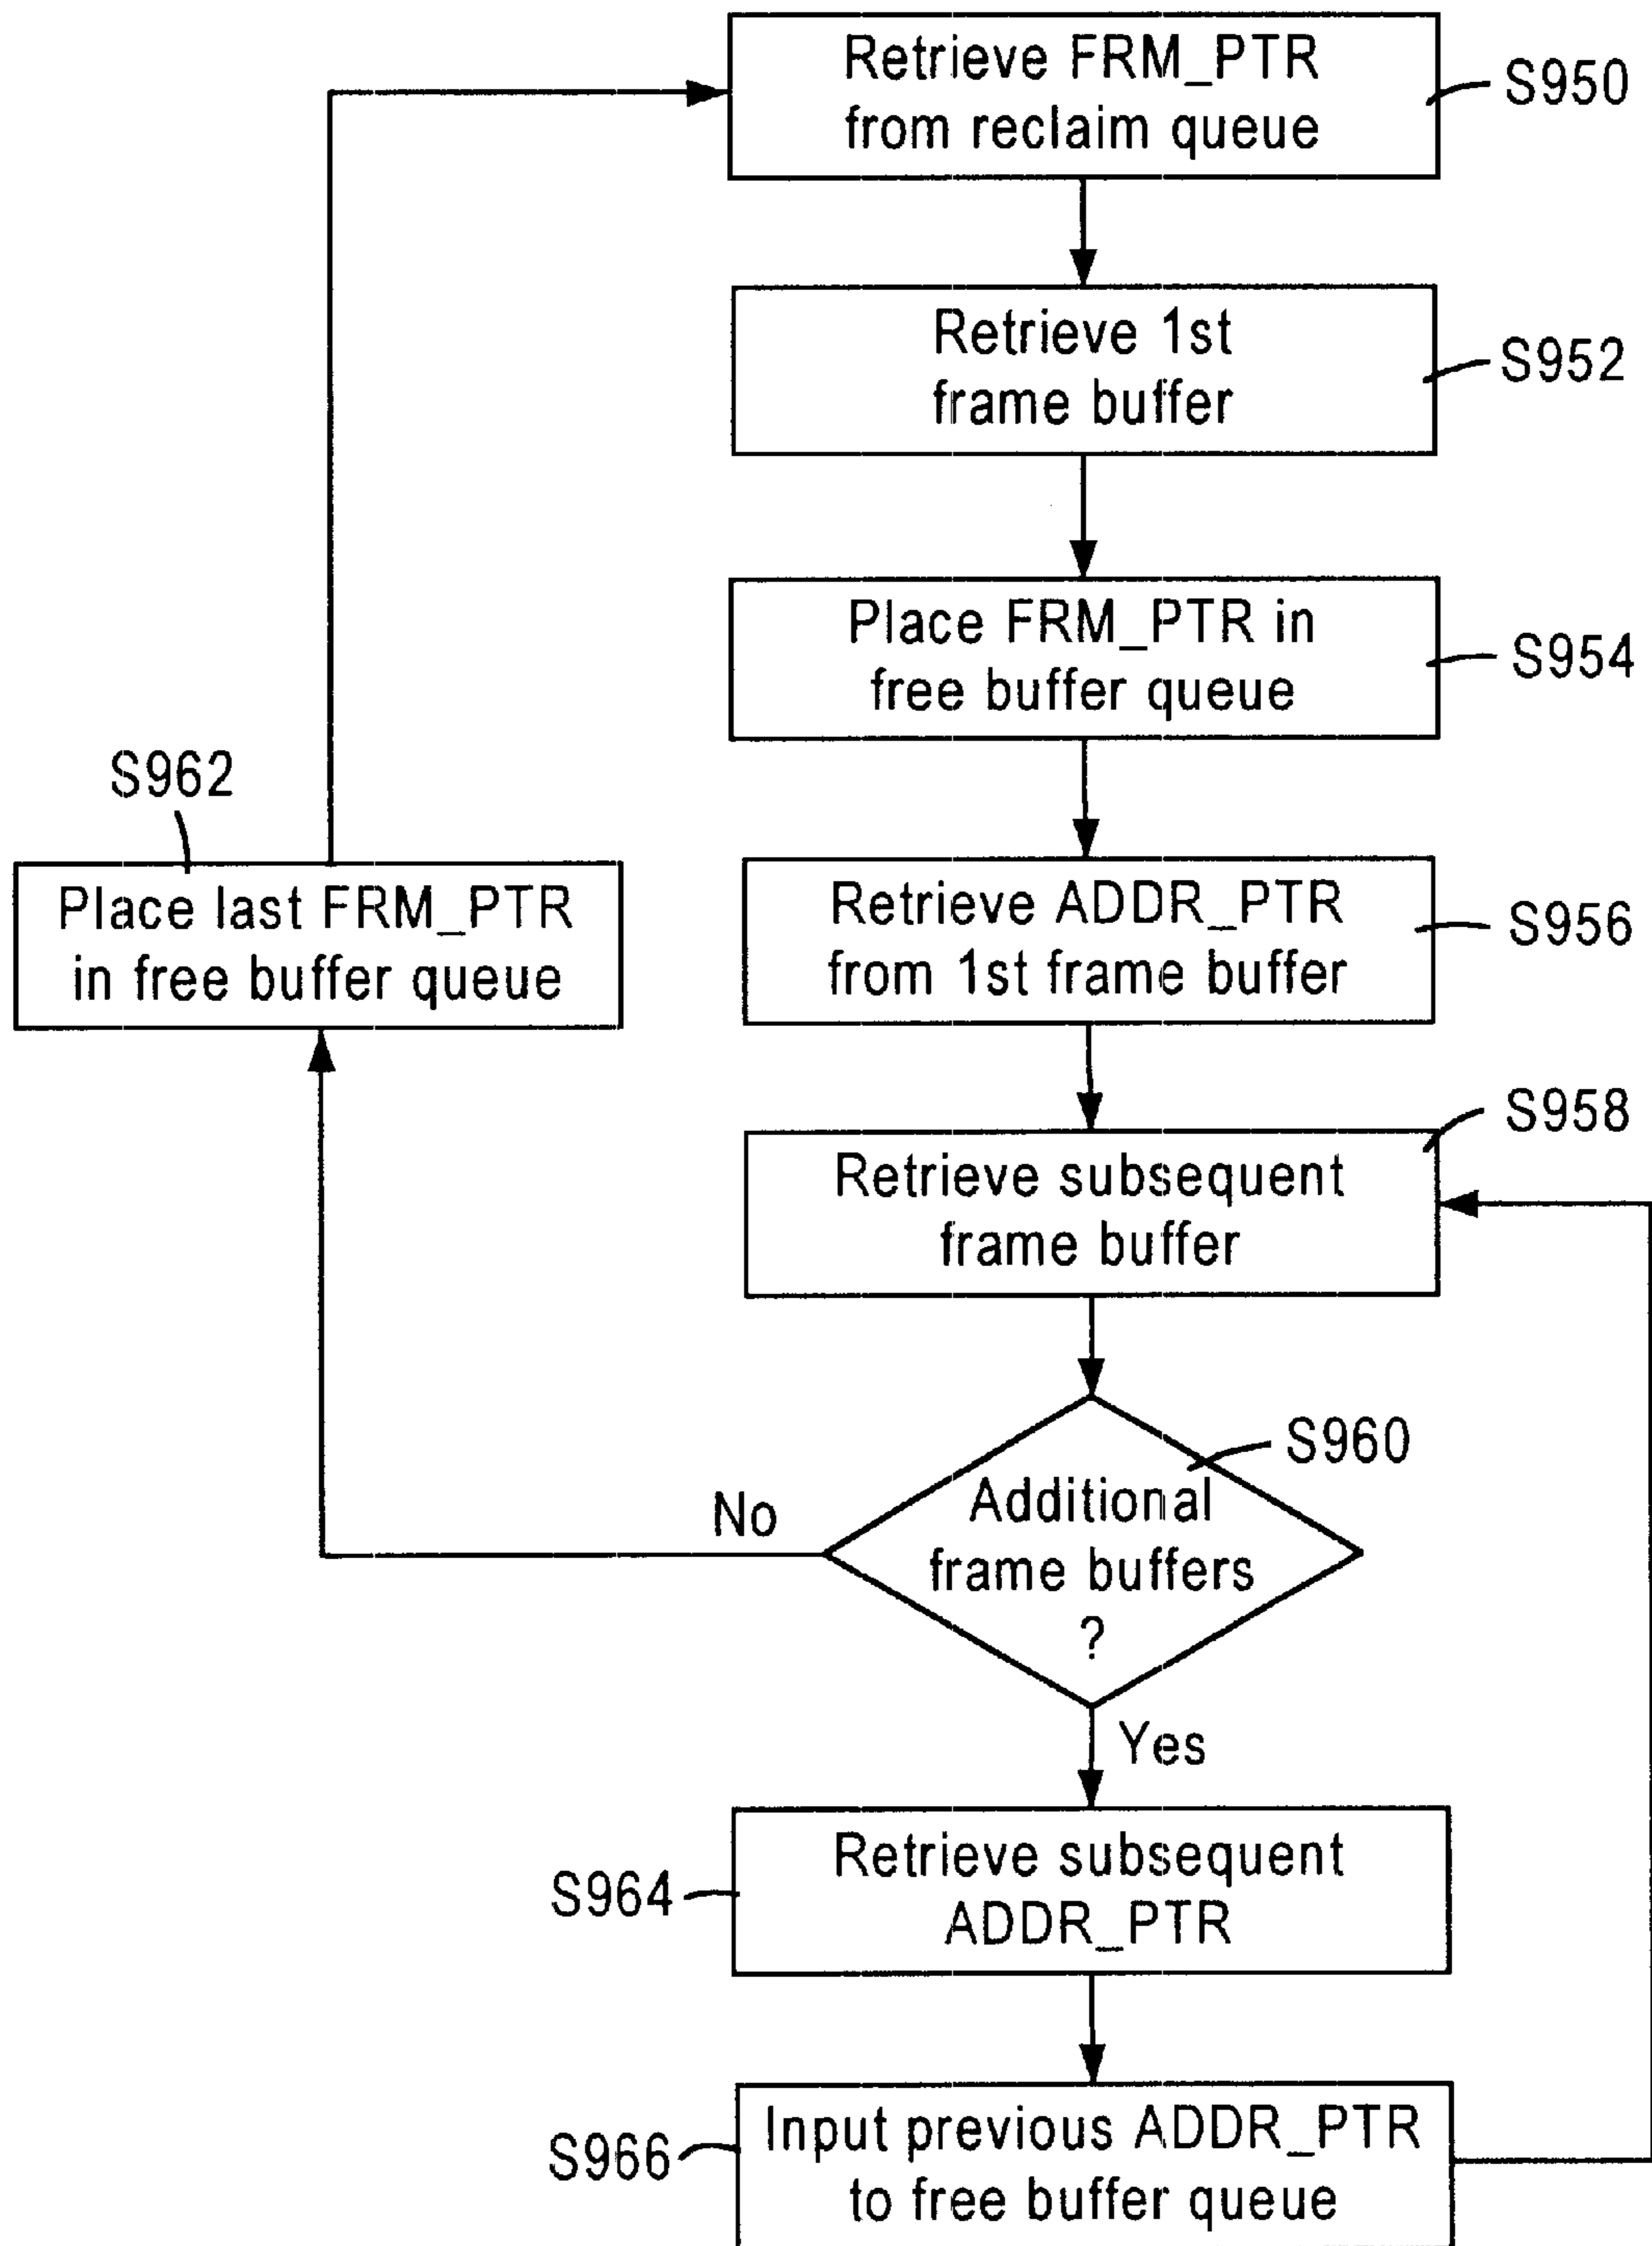 Retrieve FRM_PTR
from reclaim queue
S950
Retrieve 1st
frame buffer
S952
Place FRM_PTR in
free buffer queue
S954
S962
Place last FRM_PTR
in free buffer queue
Retrieve ADDR_PTR
from 1st frame buffer
S956
S958
Retrieve subsequent
frame buffer
S960
No
Additional
frame buffers
?
Yes
Retrieve subsequent
ADDR_PTR
S964
Input previous ADDR_PTR
to free buffer queue
S966